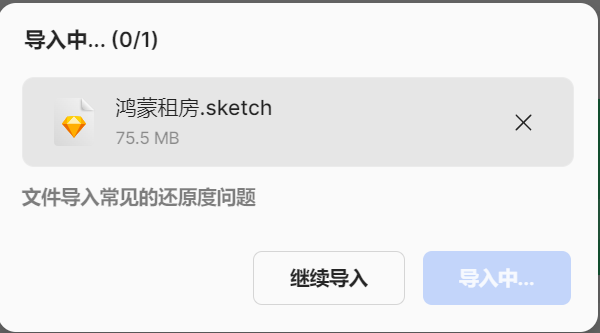 导入中... (0/1)
鸿蒙租房.sketch
75.5 MB
文件导入常见的还原度问题
继续导入
导入中...